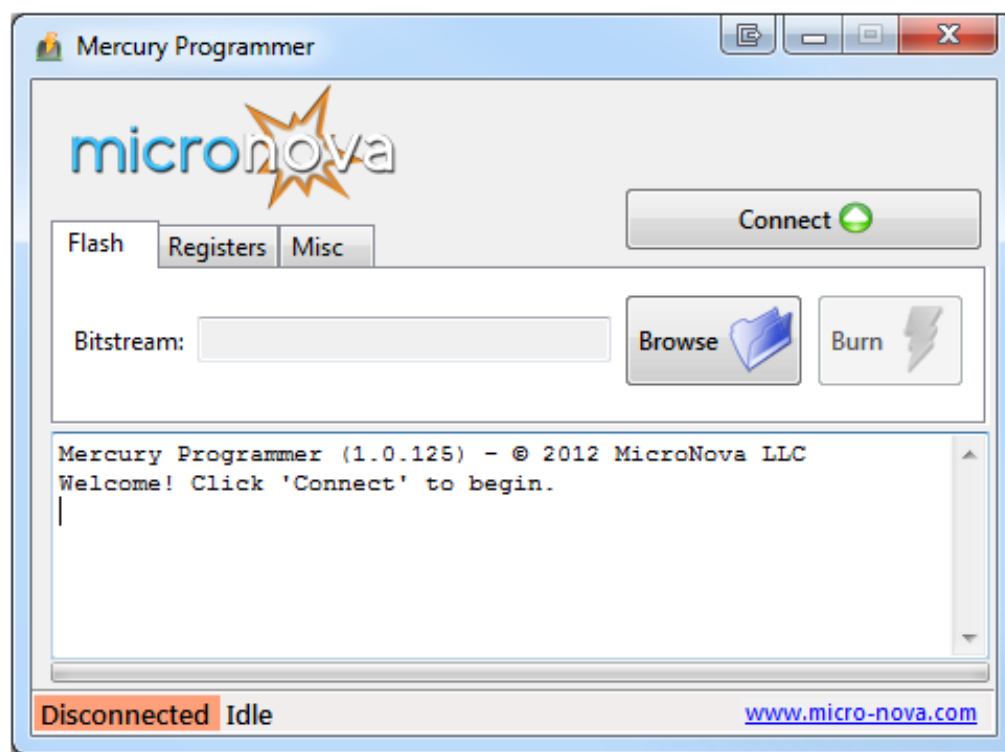 Mercury Programmer
micronova
Connect
Flash
Registers
Misc
Bitstream:
Browse
Burn
Mercury Programmer (1.0.125) - © 2012 MicroNova LLC
Welcome! Click 'Connect' to begin.
Disconnected Idle
www.micro-nova.com